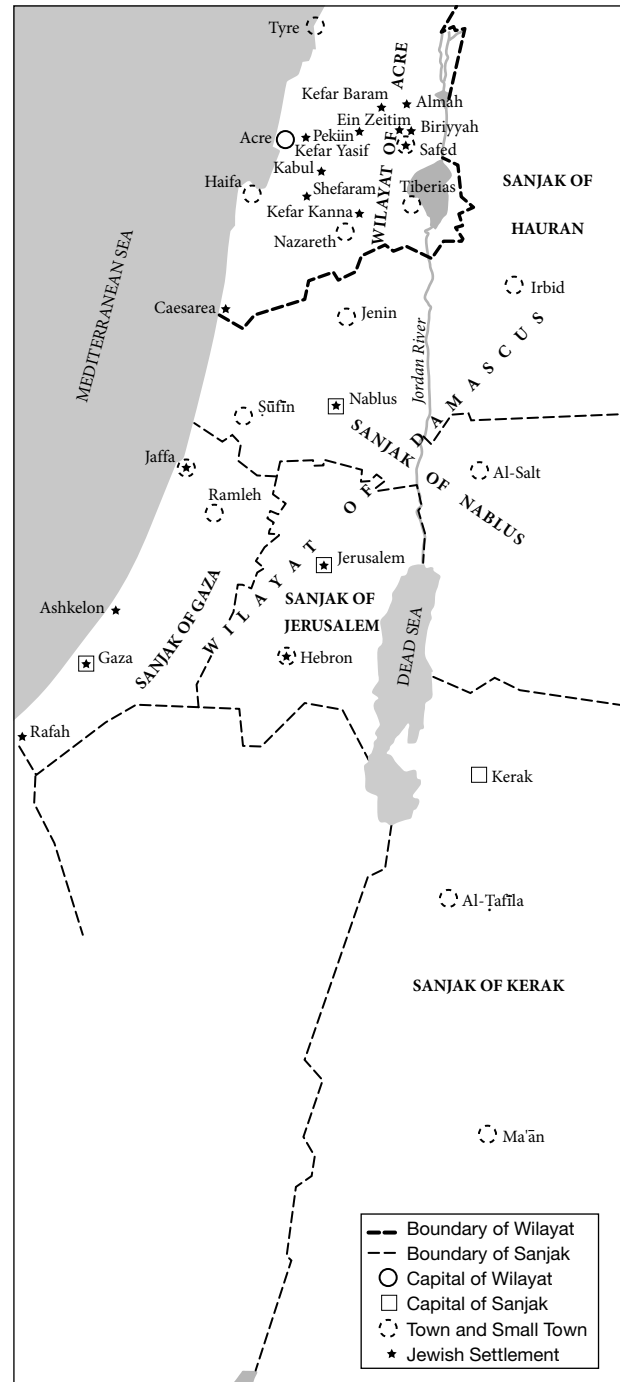 Tyre
WILAYAT OF ACRE
Kefar Baram
Almah
Ein Zeitim
Biriyyah
Acre
Pekiin
Kefar Yasif
Safed
Kabul
Haifa
Shefaram
Tiberias
SANJAK OF
HAURAN
Kefar Kanna
Nazareth
MEDITERRANEAN SEA
Irbid
Caesarea
Jenin
Jordan River
WILAYAT OF DAMASCUS
Ṣūfīn
Nablus
SANJAK OF NABLUS
Jaffa
Al-Salt
Ramleh
Jerusalem
SANJAK OF GAZA
SANJAK OF
JERUSALEM
Ashkelon
DEAD SEA
Gaza
Hebron
Rafah
Kerak
Al-Ṭafīla
SANJAK OF KERAK
Ma'ān
Boundary of Wilayat
Boundary of Sanjak
Capital of Wilayat
Capital of Sanjak
Town and Small Town
Jewish Settlement